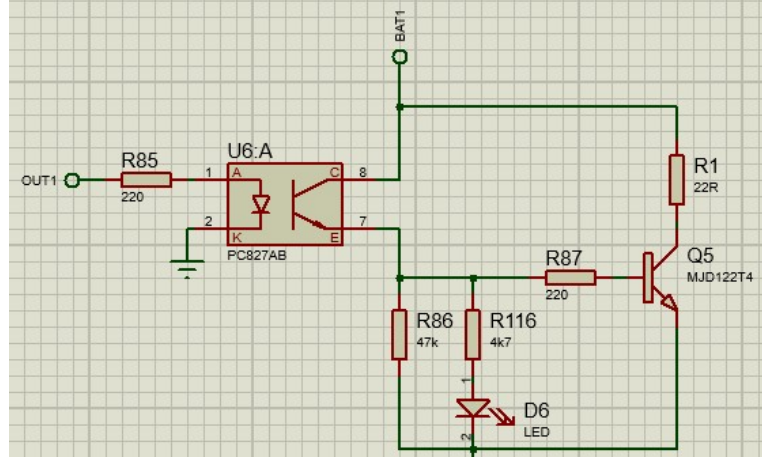 BAT1
U6:A
R85
OUT1
220
1
A
C
8
2
K
E
7
PC827AB
R1
22R
R87
220
Q5
MJD122T4
R86
47k
R116
4k7
1
D6
LED
2